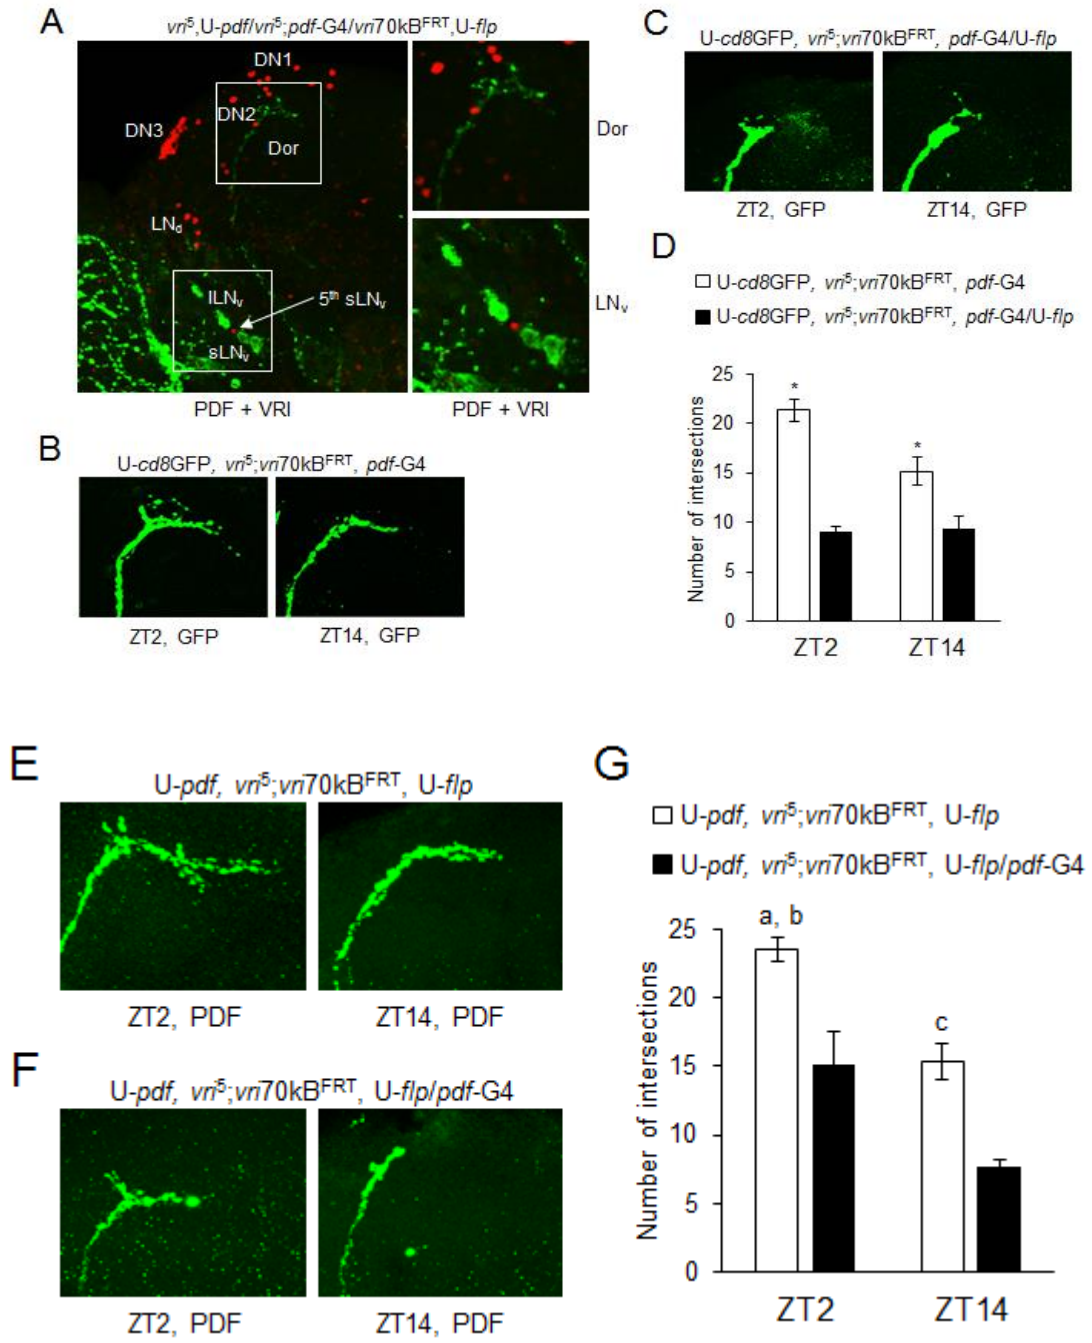 A
vri⁵,U-pdf/vri⁵;pdf-G4/vri70kBᶠᴿᵀ,U-flp
DN1
DN2
DN3
Dor
LNd
lLNv
5th sLNv
sLNv
PDF + VRI
Dor
LNv
PDF + VRI
B
U-cd8GFP, vri⁵;vri70kBFRT, pdf-G4
ZT2, GFP
ZT14, GFP
C
U-cd8GFP, vri⁵;vri70kBFRT, pdf-G4/U-flp
ZT2, GFP
ZT14, GFP
D
U-cd8GFP, vri⁵;vri70kBFRT, pdf-G4
U-cd8GFP, vri⁵;vri70kBFRT, pdf-G4/U-flp
Number of intersections
25
20
15
10
5
0
*
*
ZT2
ZT14
E
U-pdf, vri⁵;vri70kBFRT, U-flp
ZT2, PDF
ZT14, PDF
F
U-pdf, vri⁵;vri70kBFRT, U-flp/pdf-G4
ZT2, PDF
ZT14, PDF
G
U-pdf, vri⁵;vri70kBFRT, U-flp
U-pdf, vri⁵;vri70kBFRT, U-flp/pdf-G4
Number of intersections
25
20
15
10
5
0
a, b
c
ZT2
ZT14